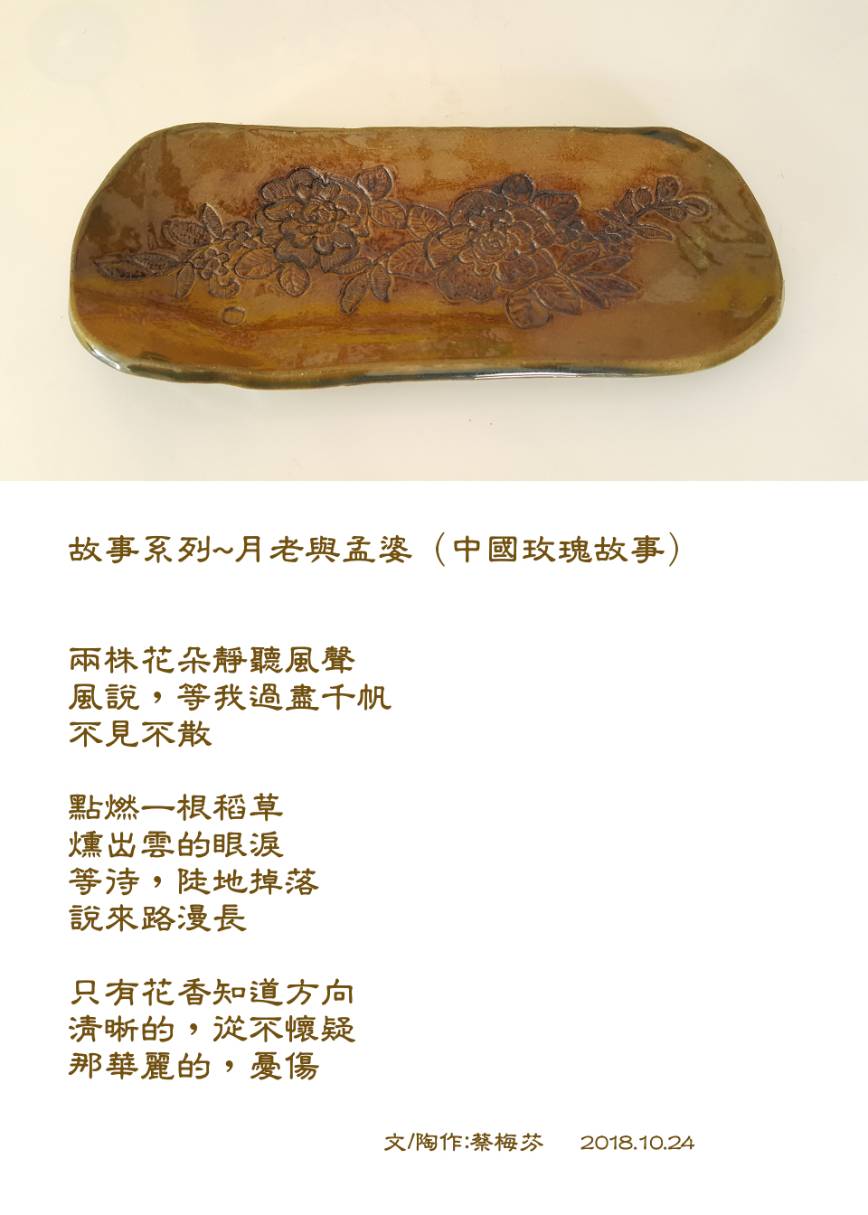 故事系列~月老與孟婆（中國玫瑰故事）
兩株花朵靜聽風聲
風說，等我過盡千帆
不見不散
點燃一根稻草
燻出雲的眼淚
等待，陡地掉落
說來路漫長
只有花香知道方向
清晰的，從不懷疑
那華麗的，憂傷
文/陶作:蔡梅芬 2018.10.24